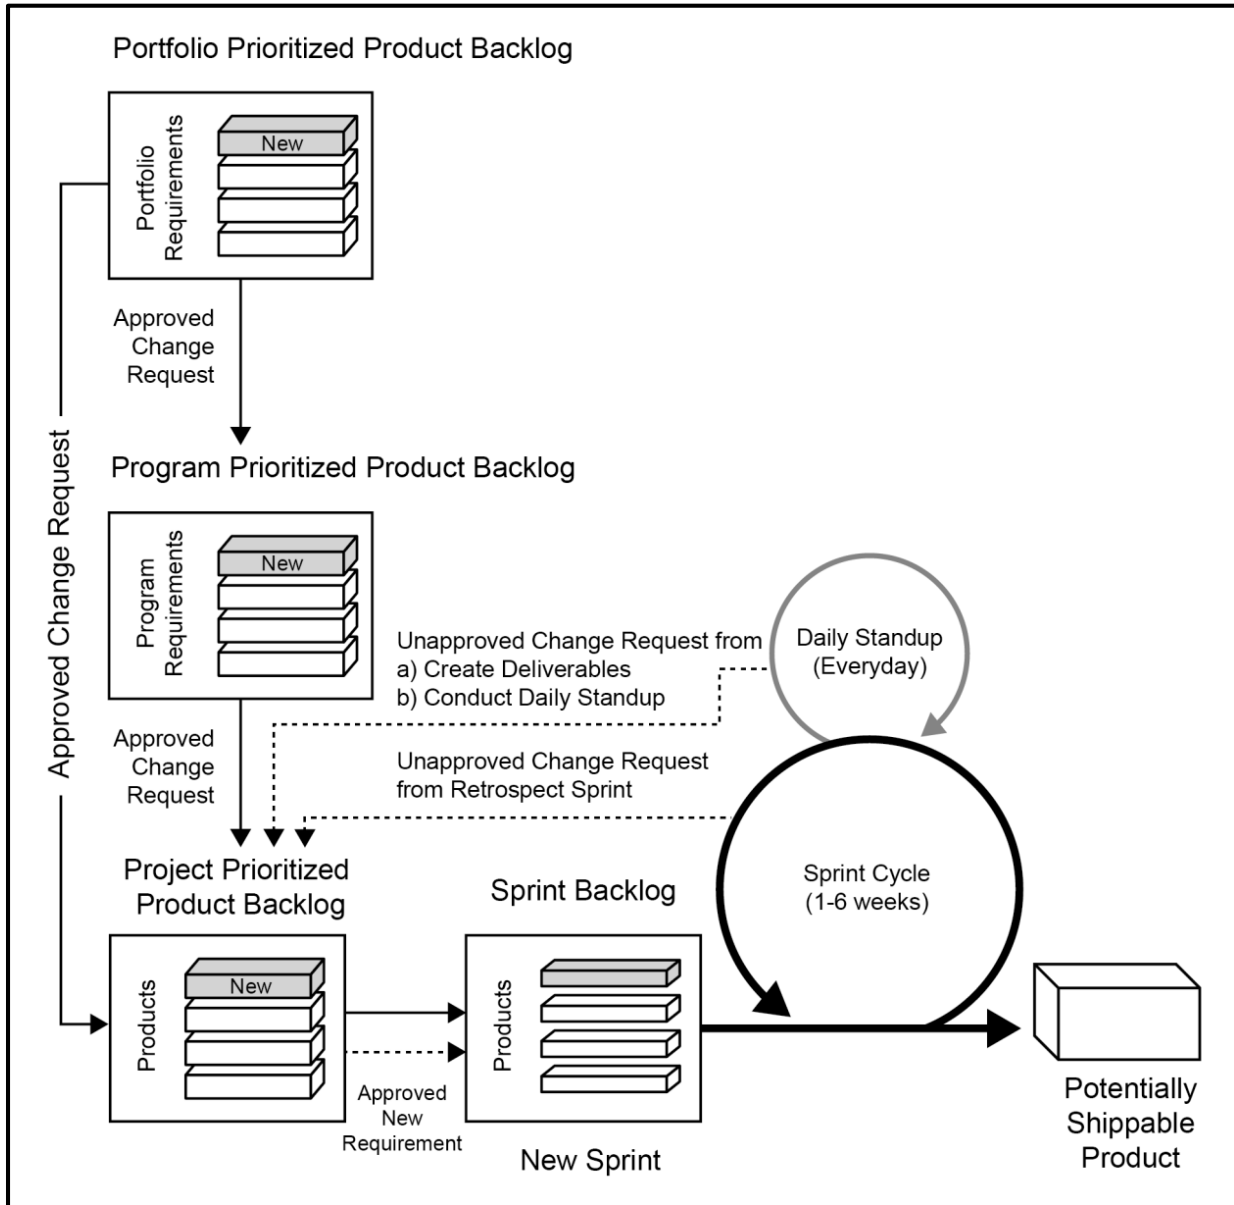 Portfolio Prioritized Product Backlog
Portfolio
Requirements
New
Approved
Change
Request
Approved Change Request
Program Prioritized Product Backlog
Program
Requirements
New
Unapproved Change Request from
a) Create Deliverables
b) Conduct Daily Standup
Daily Standup
(Everyday)
Approved
Change
Request
Unapproved Change Request
from Retrospect Sprint
Project Prioritized
Product Backlog
Sprint Backlog
Sprint Cycle
(1-6 weeks)
Products
New
Products
Approved
New
Requirement
New Sprint
Potentially
Shippable
Product